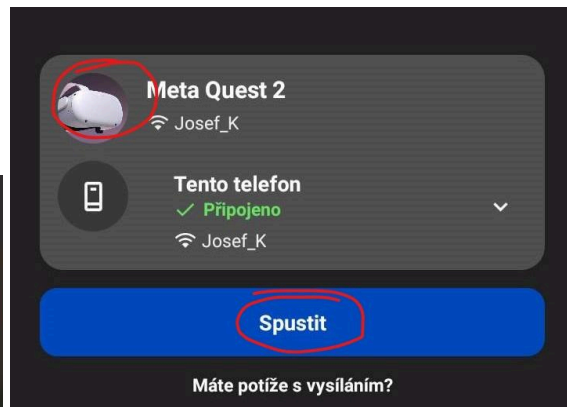 Meta Quest 2
Josef_K
Tento telefon
Připojeno
Josef_K
Spustit
Máte potíže s vysíláním?